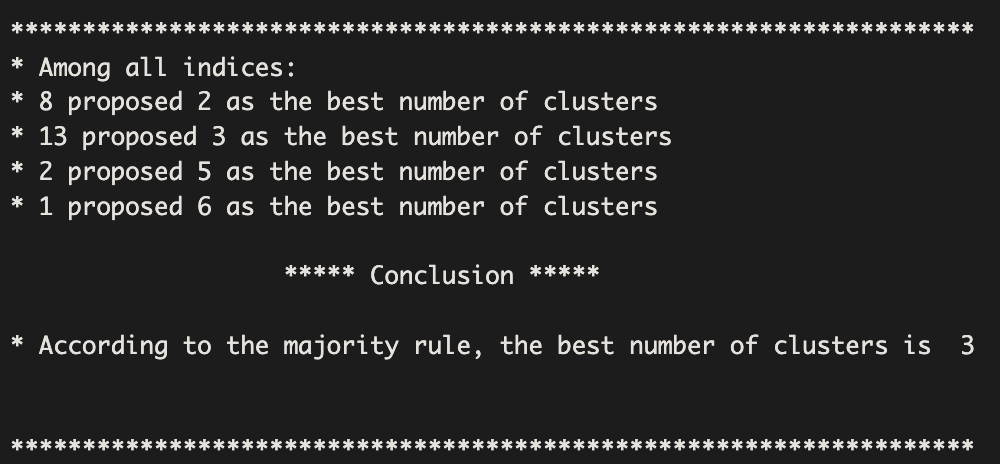 *******************************************************************
* Among all indices:
* 8 proposed 2 as the best number of clusters
* 13 proposed 3 as the best number of clusters
* 2 proposed 5 as the best number of clusters
* 1 proposed 6 as the best number of clusters
***** Conclusion *****
* According to the majority rule, the best number of clusters is  3
*******************************************************************